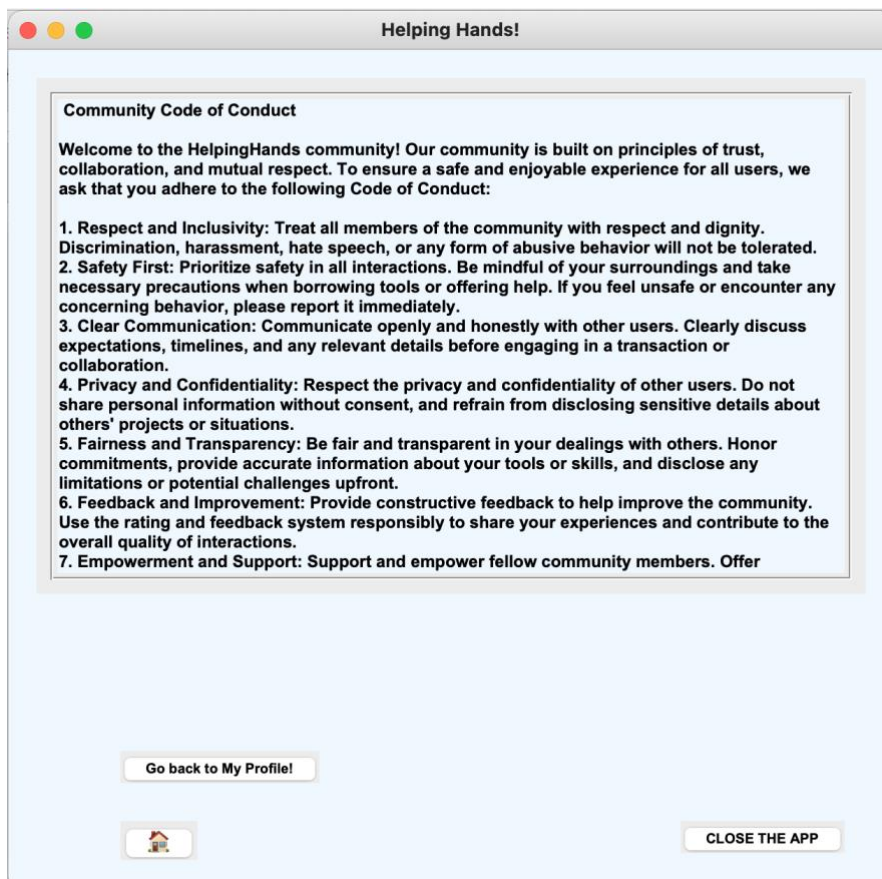 Helping Hands!
Community Code of Conduct
Welcome to the HelpingHands community! Our community is built on principles of trust,
collaboration, and mutual respect. To ensure a safe and enjoyable experience for all users, we
ask that you adhere to the following Code of Conduct:
1. Respect and Inclusivity: Treat all members of the community with respect and dignity.
Discrimination, harassment, hate speech, or any form of abusive behavior will not be tolerated.
2. Safety First: Prioritize safety in all interactions. Be mindful of your surroundings and take
necessary precautions when borrowing tools or offering help. If you feel unsafe or encounter any
concerning behavior, please report it immediately.
3. Clear Communication: Communicate openly and honestly with other users. Clearly discuss
expectations, timelines, and any relevant details before engaging in a transaction or
collaboration.
4. Privacy and Confidentiality: Respect the privacy and confidentiality of other users. Do not
share personal information without consent, and refrain from disclosing sensitive details about
others' projects or situations.
5. Fairness and Transparency: Be fair and transparent in your dealings with others. Honor
commitments, provide accurate information about your tools or skills, and disclose any
limitations or potential challenges upfront.
6. Feedback and Improvement: Provide constructive feedback to help improve the community.
Use the rating and feedback system responsibly to share your experiences and contribute to the
overall quality of interactions.
7. Empowerment and Support: Support and empower fellow community members. Offer
Go back to My Profile!
CLOSE THE APP